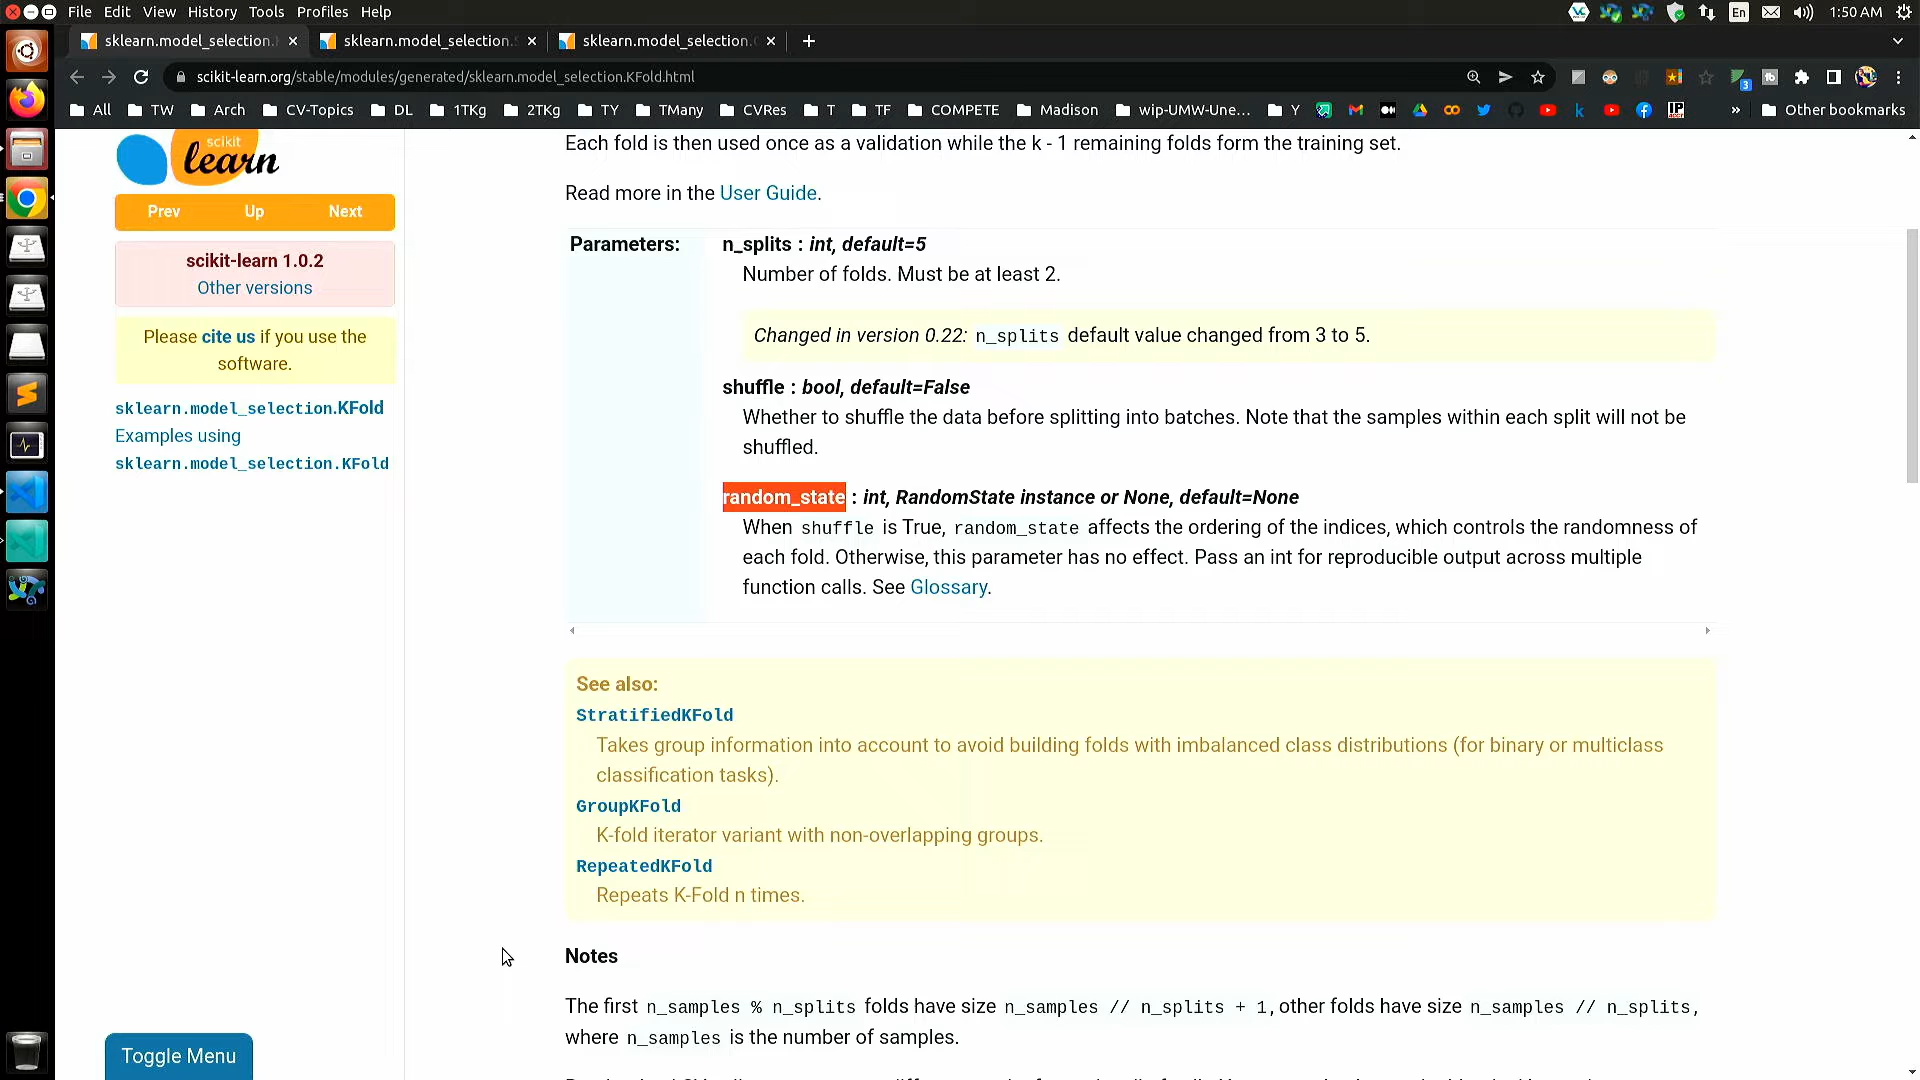 File Edit View History Tools Profiles Help
En 1:50 AM
sklearn.model_selection. sklearn.model_selection. sklearn.model_selection.
scikit-learn.org/stable/modules/generated/sklearn.model_selection.KFold.html
All TW Arch CV-Topics DL 1TKg 2TKg TY TMany CVRes T TF COMPETE Madison wip-UMW-Une... Y » Other bookmarks
scikit
learn
Prev Up Next
scikit-learn 1.0.2
Other versions
Please cite us if you use the
software.
sklearn.model_selection.KFold
Examples using
sklearn.model_selection.KFold
Toggle Menu
Each fold is then used once as a validation while the k - 1 remaining folds form the training set.
Read more in the User Guide.
Parameters: n_splits : int, default=5
Number of folds. Must be at least 2.
Changed in version 0.22: n_splits default value changed from 3 to 5.
shuffle : bool, default=False
Whether to shuffle the data before splitting into batches. Note that the samples within each split will not be
shuffled.
random_state : int, RandomState instance or None, default=None
When shuffle is True, random_state affects the ordering of the indices, which controls the randomness of
each fold. Otherwise, this parameter has no effect. Pass an int for reproducible output across multiple
function calls. See Glossary.
See also:
StratifiedKFold
Takes group information into account to avoid building folds with imbalanced class distributions (for binary or multiclass
classification tasks).
GroupKFold
K-fold iterator variant with non-overlapping groups.
RepeatedKFold
Repeats K-Fold n times.
Notes
The first n_samples % n_splits folds have size n_samples // n_splits + 1, other folds have size n_samples // n_splits,
where n_samples is the number of samples.